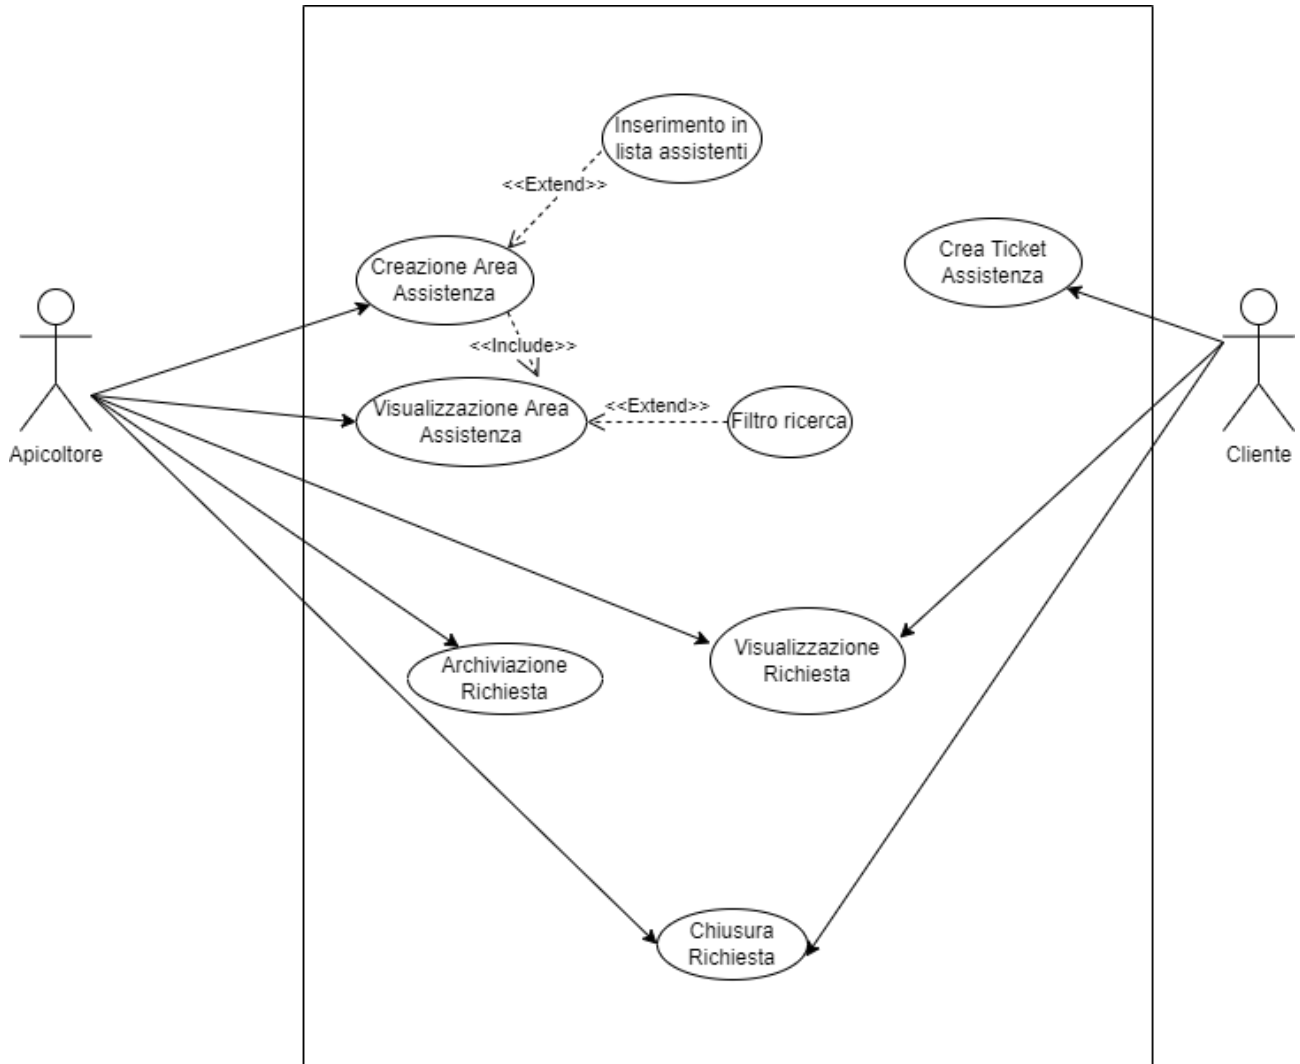 Inserimento in
lista assistenti
<<Extend>>
Crea Ticket
Assistenza
Creazione Area
Assistenza
<<Include>>
Visualizzazione Area
Assistenza
<<Extend>>
Filtro ricerca
Apicoltore
Cliente
Visualizzazione
Richiesta
Archiviazione
Richiesta
Chiusura
Richiesta